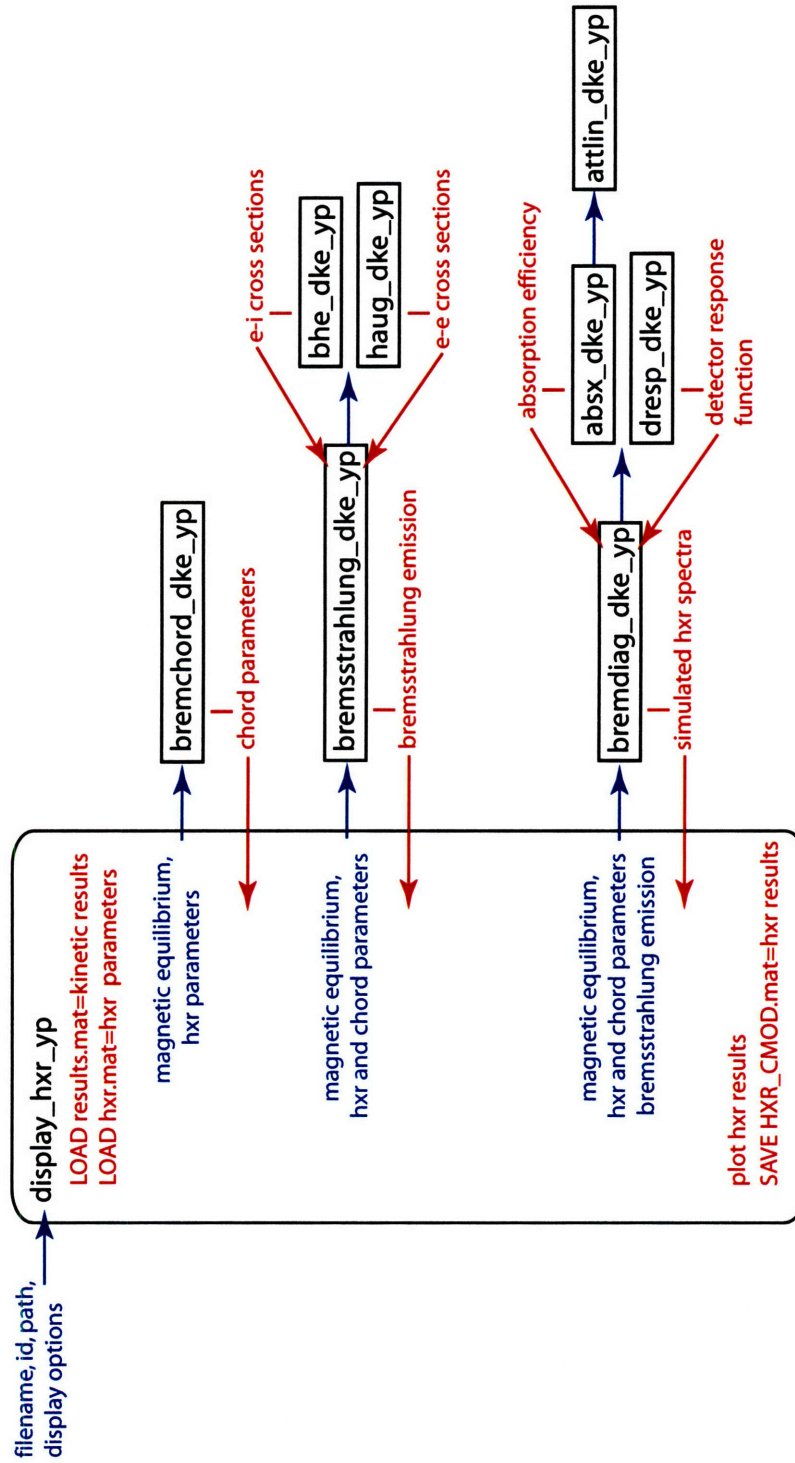 filename, id, path,
display options
display_hxr_yp
LOAD results.mat=kinetic results
LOAD hxr.mat=hxr parameters
magnetic equilibrium,
hxr parameters
bremchord_dke_yp
chord parameters
magnetic equilibrium,
hxr and chord parameters
bremsstrahlung_dke_yp
bremsstrahlung emission
e-i cross sections
bhe_dke_yp
haug_dke_yp
e-e cross sections
magnetic equilibrium,
hxr and chord parameters
bremsstrahlung emission
bremdiag_dke_yp
simulated hxr spectra
absorption efficiency
absx_dke_yp
attlin_dke_yp
dresp_dke_yp
detector response
function
plot hxr results
SAVE HXR_CMOD.mat=hxr results